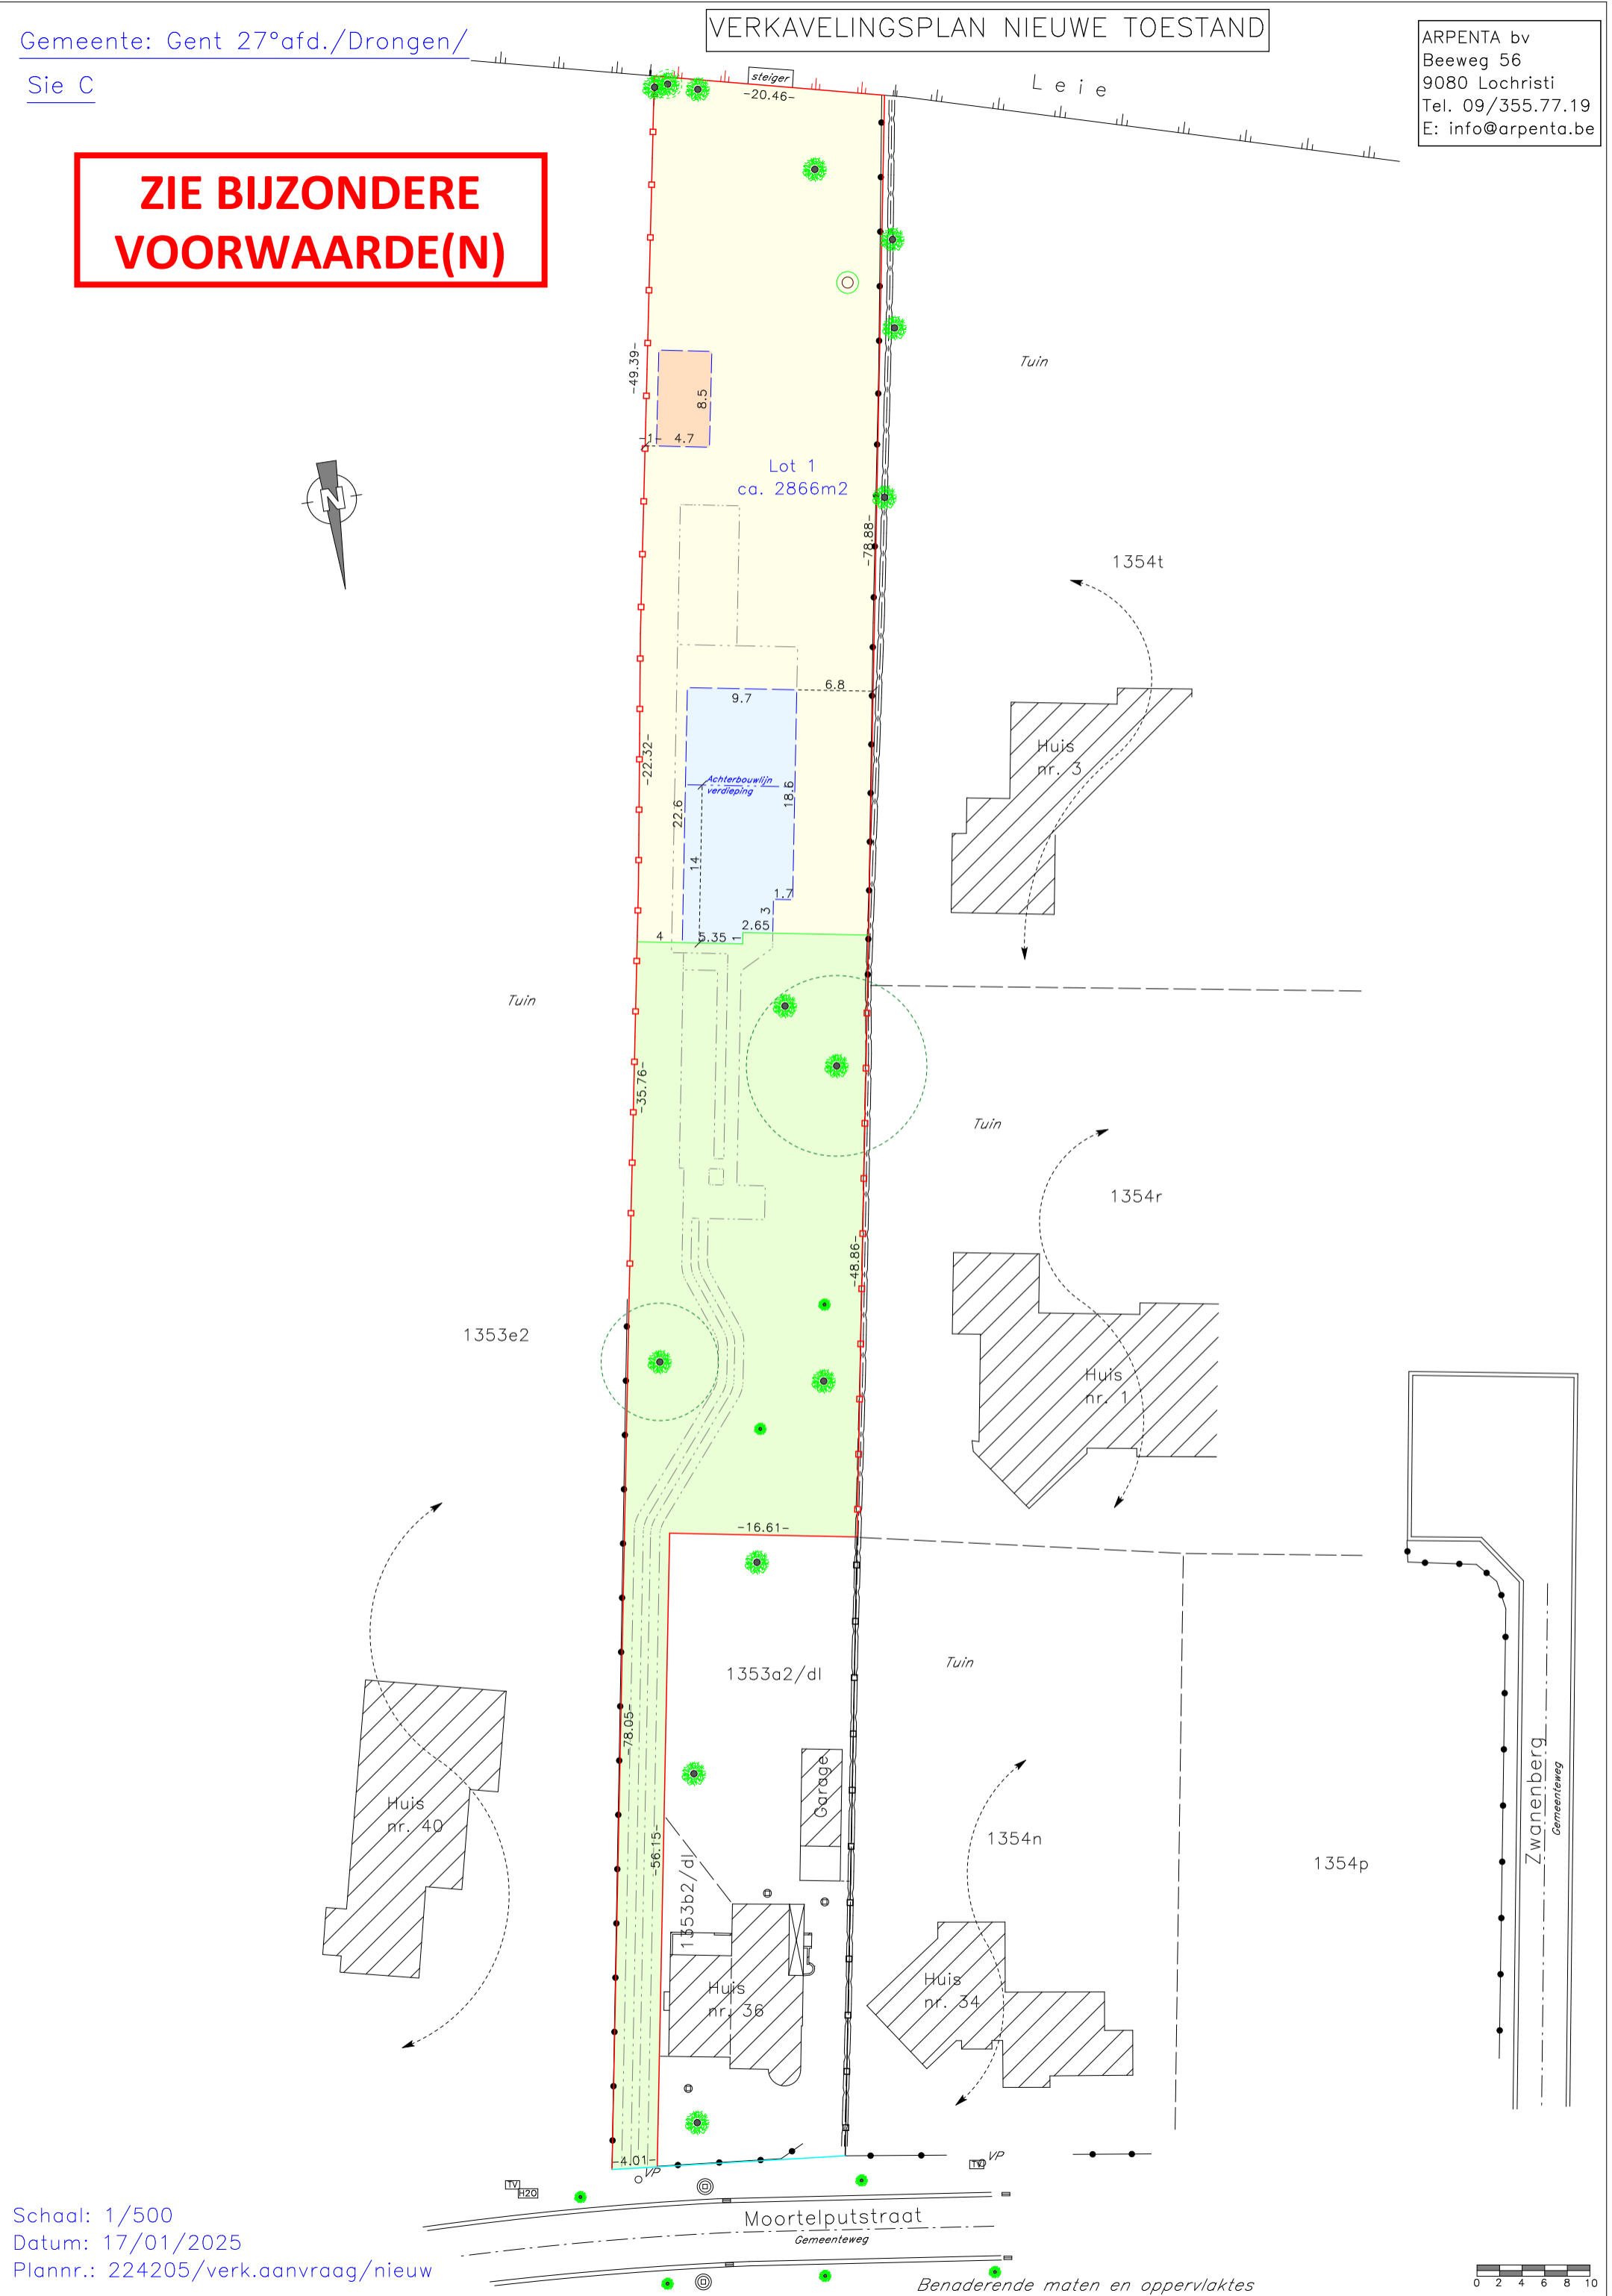 VERKAVELINGSPLAN NIEUWE TOESTAND
Gemeente: Gent 27°afd./Drongen/
Sie C
ARPENTA bv
Beeweg 56
9080 Lochristi
Tel. 09/355.77.19
E: info@arpenta.be
ZIE BIJZONDERE
VOORWAARDE(N)
steiger
-20.46-
Leie
-49.39-
8.5
-1-
4.7
Tuin
N
Lot 1
ca. 2866m2
-78.88-
1354t
6.8
9.7
-22.32-
Achterbouwlijn
verdieping
22.6
18.6
14
Huis
nr. 3
1.7
3
2.65
4
5.35
1
Tuin
-35.76-
Tuin
1354r
-48.86-
1353e2
Huis
nr. 1
-16.61-
1353a2/dl
Tuin
-78.05-
Garage
Huis
nr. 40
-56.15-
1353b2/dl
1354n
1354p
Zwanenberg
Gemeenteweg
Huis
nr. 36
Huis
nr. 34
-4.01-
VP
VP
TV
TV
H2O
Moortelputstraat
Gemeenteweg
Schaal: 1/500
Datum: 17/01/2025
Plannr.: 224205/verk.aanvraag/nieuw
Benaderende maten en oppervlaktes
0 2 4 6 8 10